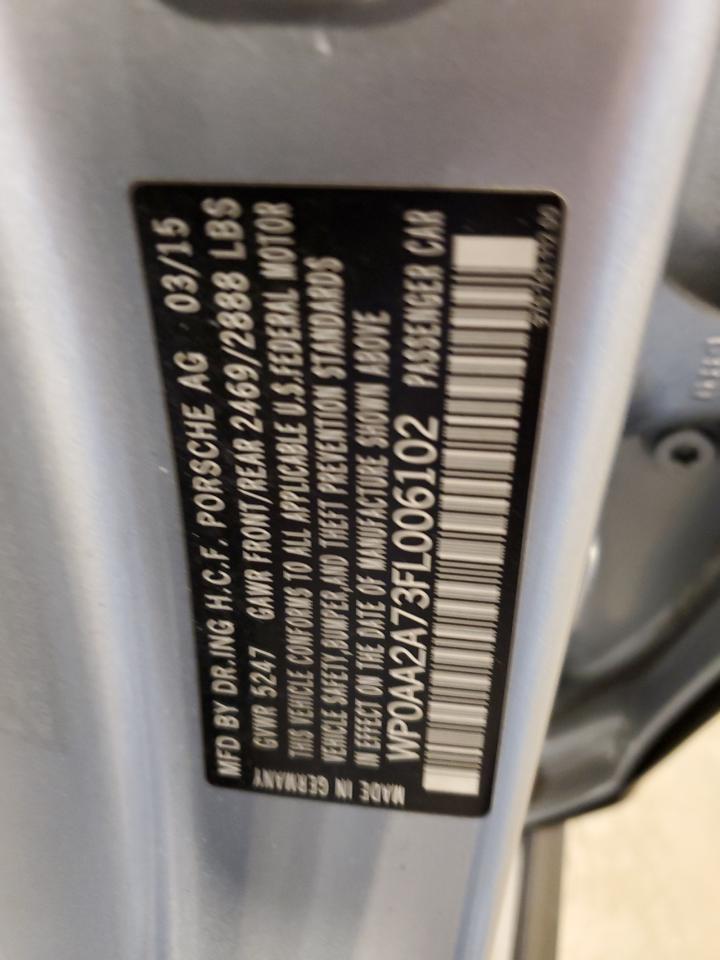 MFD BY DR.ING H.C.F. PORSCHE AG 03/15
GVWR 5247 GAWR FRONT/REAR 2469/2888 LBS
THIS VEHICLE CONFORMS TO ALL APPLICABLE U.S.FEDERAL MOTOR
VEHICLE SAFETY,BUMPER,AND THEFT PREVENTION STANDARDS
IN EFFECT ON THE DATE OF MANUFACTURE SHOWN ABOVE
WP0AA2A73FL006102 PASSENGER CAR
MADE IN GERMANY